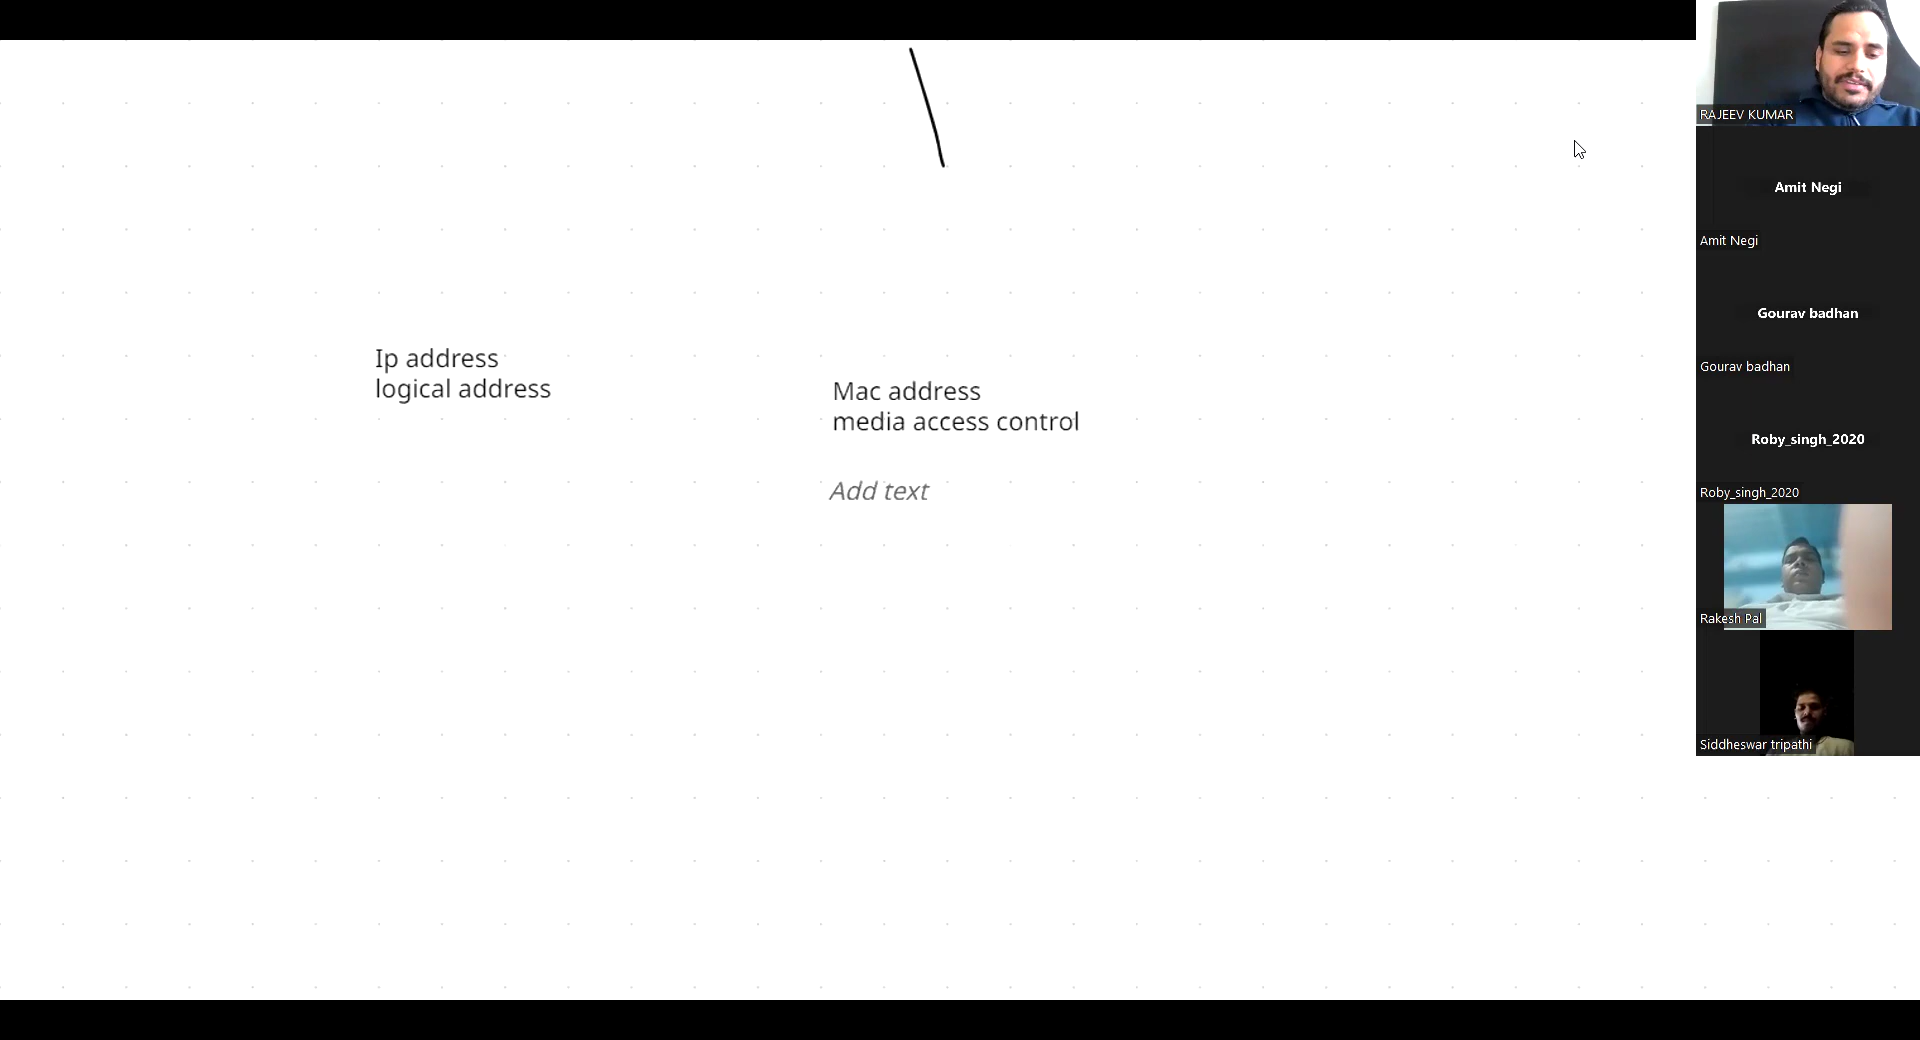 Ip address
logical address
Mac address
media access control
Add text
RAJEEV KUMAR
Amit Negi
Amit Negi
Gourav badhan
Gourav badhan
Roby_singh_2020
Roby_singh_2020
Rakesh Pal
Siddheswar tripathi